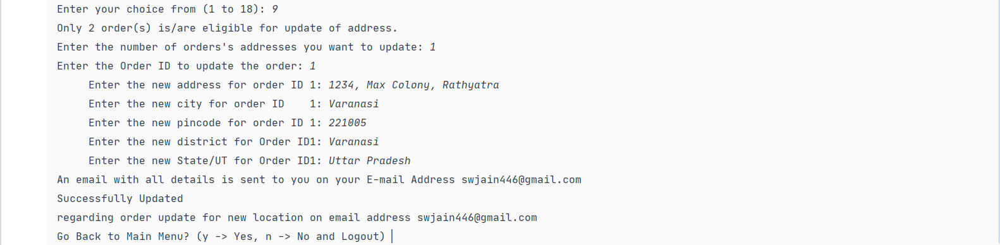 Enter your choice from (1 to 18): 9
Only 2 order(s) is/are eligible for update of address.
Enter the number of orders's addresses you want to update: 1
Enter the Order ID to update the order: 1
     Enter the new address for order ID 1: 1234, Max Colony, Rathyatra
     Enter the new city for order ID    1: Varanasi
     Enter the new pincode for order ID 1: 221005
     Enter the new district for Order ID1: Varanasi
     Enter the new State/UT for Order ID1: Uttar Pradesh
An email with all details is sent to you on your E-mail Address swjain446@gmail.com
Successfully Updated
regarding order update for new location on email address swjain446@gmail.com
Go Back to Main Menu? (y -> Yes, n -> No and Logout)